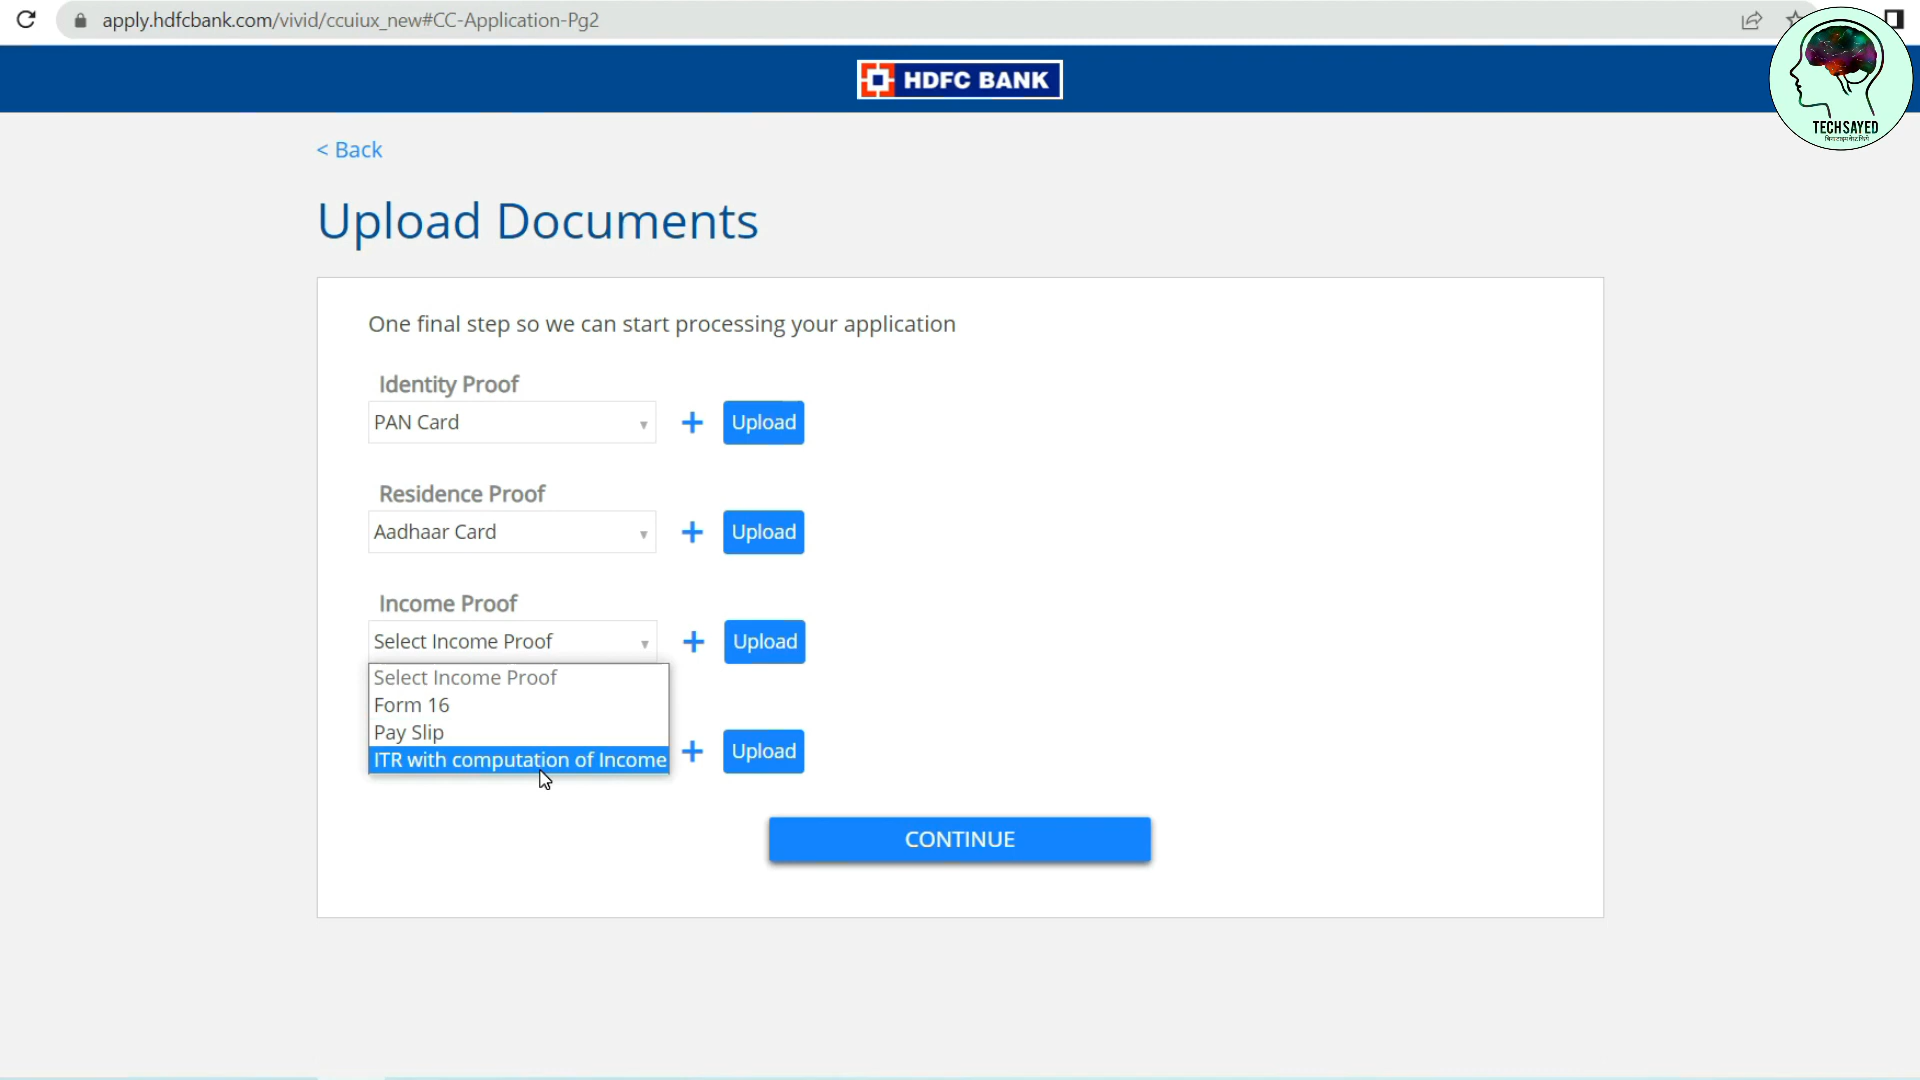 apply.hdfcbank.com/vivid/ccuiux_new#CC-Application-Pg2
HDFC BANK
TECHSAYED
< Back
Upload Documents
One final step so we can start processing your application
Identity Proof
PAN Card
Upload
Residence Proof
Aadhaar Card
Upload
Income Proof
Select Income Proof
Upload
Select Income Proof
Form 16
Pay Slip
ITR with computation of Income
Upload
CONTINUE